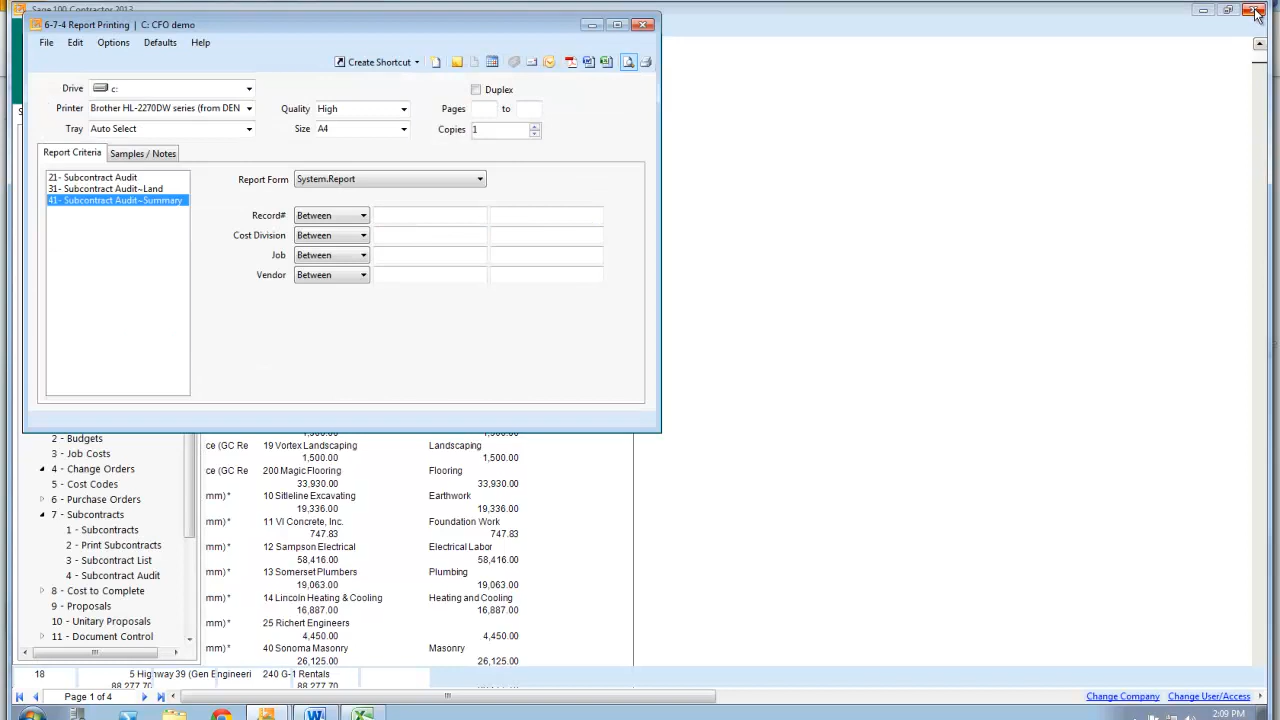 Sage 100 Contractor 2013
6-7-4 Report Printing | C: CFO demo
File Edit Options Defaults Help
Create Shortcut
Drive c:
Duplex
Printer Brother HL-2270DW series (from DEN
Quality High
Pages to
Tray Auto Select
Size A4
Copies 1
Report Criteria Samples / Notes
21- Subcontract Audit
31- Subcontract Audit~Land
41- Subcontract Audit~Summary
Report Form System.Report
Record# Between
Cost Division Between
Job Between
Vendor Between
2 - Budgets
3 - Job Costs
4 - Change Orders
5 - Cost Codes
6 - Purchase Orders
7 - Subcontracts
1 - Subcontracts
2 - Print Subcontracts
3 - Subcontract List
4 - Subcontract Audit
8 - Cost to Complete
9 - Proposals
10 - Unitary Proposals
11 - Document Control
1,500.00 1,500.00
ce (GC Re 19 Vortex Landscaping Landscaping
1,500.00 1,500.00
ce (GC Re 200 Magic Flooring Flooring
33,930.00 33,930.00
mm)* 10 Sitleline Excavating Earthwork
19,336.00 19,336.00
mm)* 11 VI Concrete, Inc. Foundation Work
747.83 747.83
mm)* 12 Sampson Electrical Electrical Labor
58,416.00 58,416.00
mm)* 13 Somerset Plumbers Plumbing
19,063.00 19,063.00
mm)* 14 Lincoln Heating & Cooling Heating and Cooling
16,887.00 16,887.00
mm)* 25 Richert Engineers
4,450.00 4,450.00
mm)* 40 Sonoma Masonry Masonry
26,125.00 26,125.00
18 5 Highway 39 (Gen Engineeri 240 G-1 Rentals
88,277.70 88,277.70
Page 1 of 4
Change Company Change User/Access
2:09 PM